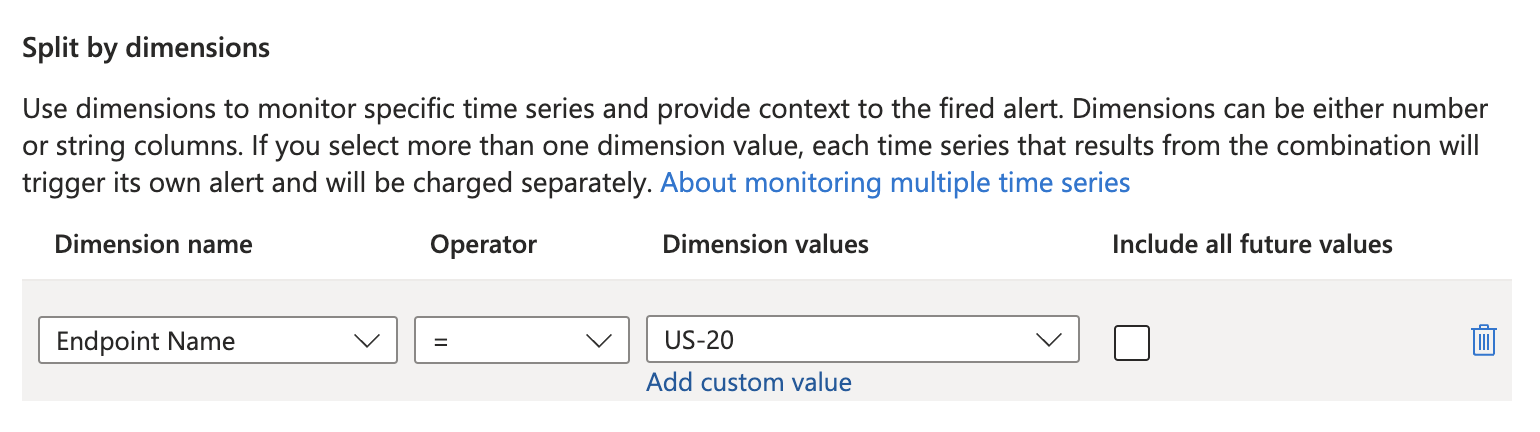 Split by dimensions
Use dimensions to monitor specific time series and provide context to the fired alert. Dimensions can be either number
or string columns. If you select more than one dimension value, each time series that results from the combination will
trigger its own alert and will be charged separately. About monitoring multiple time series
Dimension name Operator Dimension values Include all future values
Endpoint Name = US-20
Add custom value